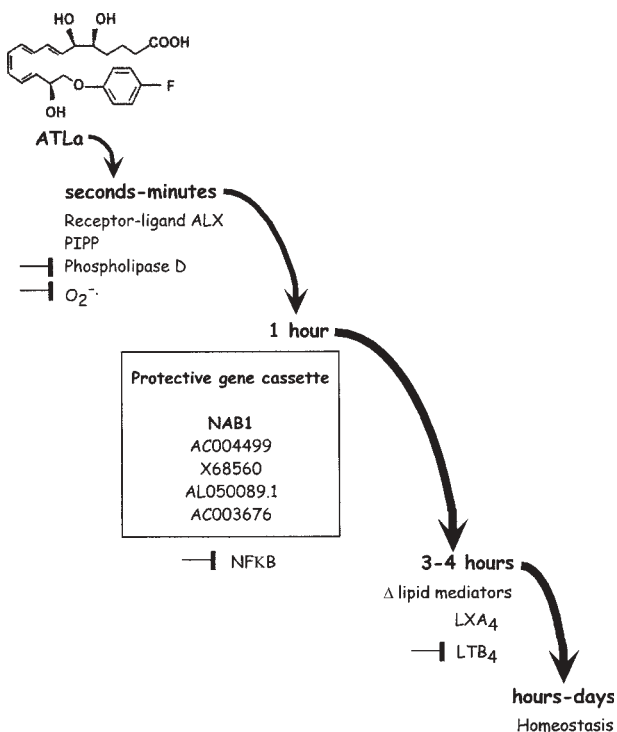 HO OH
COOH
O F
OH
ATLa
seconds-minutes
Receptor-ligand ALX
PIPP
Phospholipase D
O₂⁻·
1 hour
Protective gene cassette
NAB1
AC004499
X68560
AL050089.1
AC003676
NFKB
3-4 hours
Δ lipid mediators
LXA₄
LTB₄
hours-days
Homeostasis